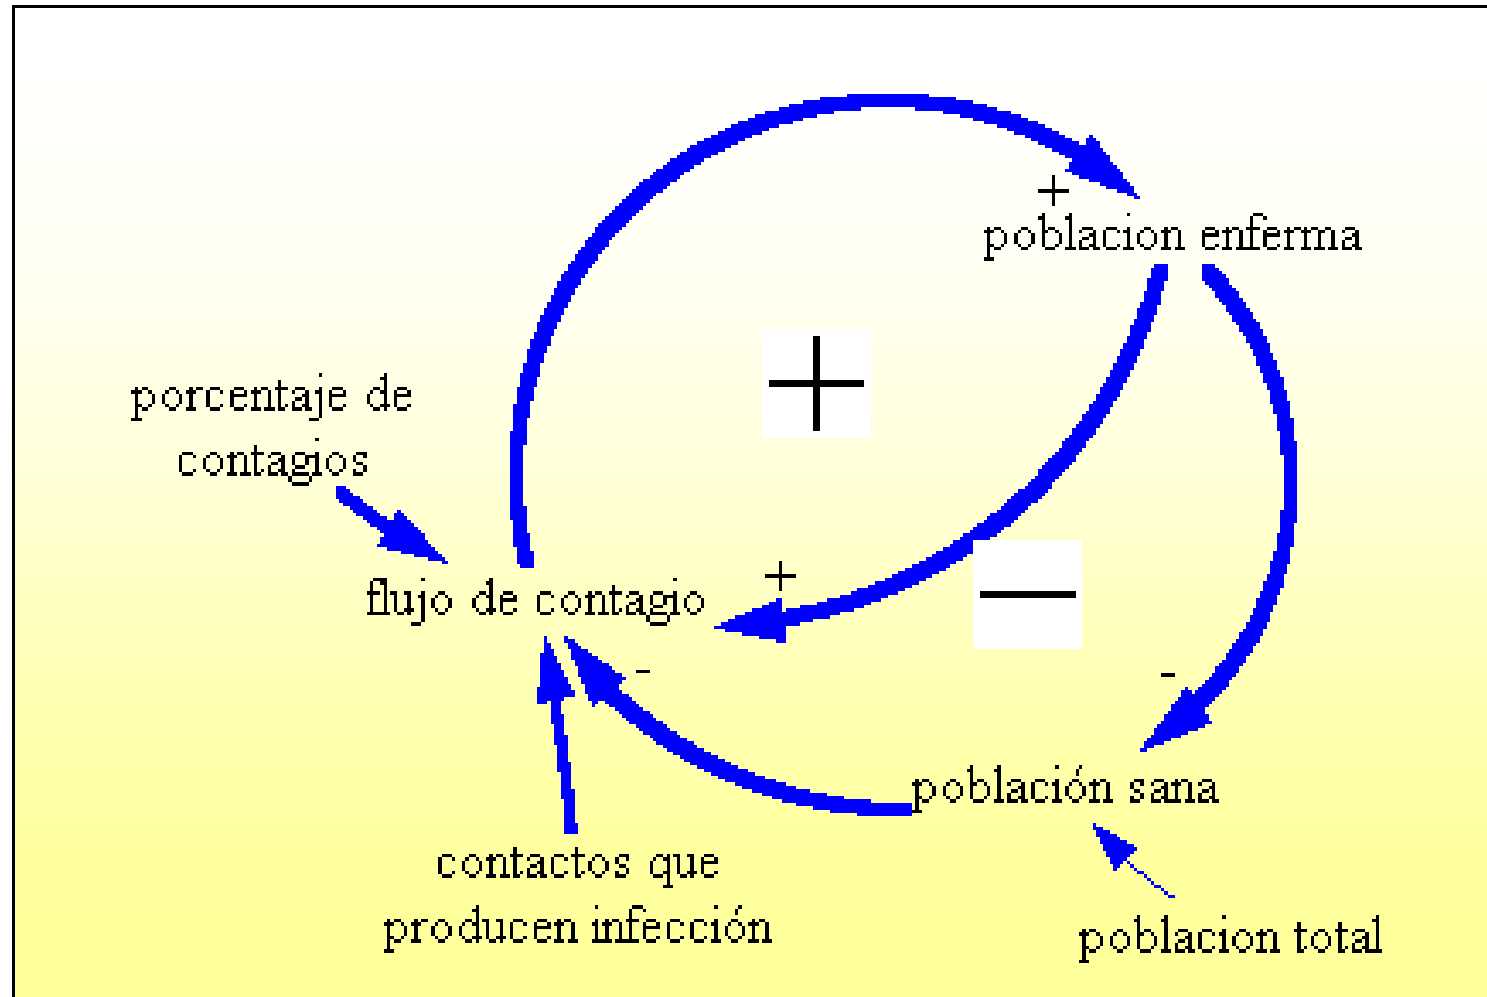 +
poblacion enferma
+
porcentaje de
contagios
+
flujo de contagio
—
-
-
población sana
contactos que
producen infección
poblacion total